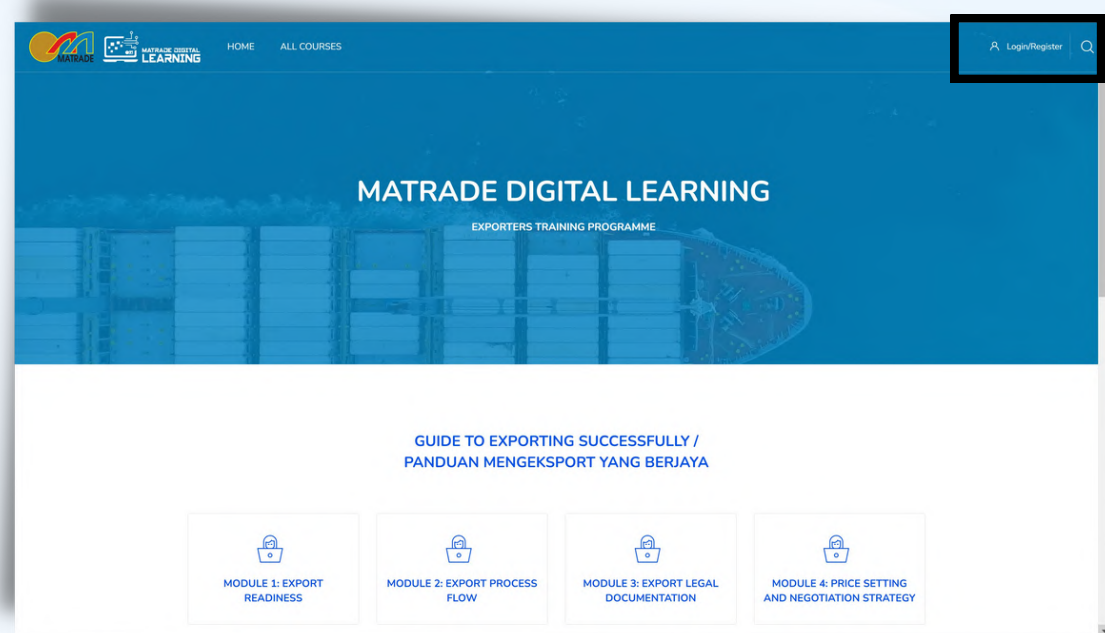 MATRADE
MATRADE DIGITAL
LEARNING
HOME
ALL COURSES
Login/Register
MATRADE DIGITAL LEARNING
EXPORTERS TRAINING PROGRAMME
GUIDE TO EXPORTING SUCCESSFULLY /
PANDUAN MENGEKSPORT YANG BERJAYA
MODULE 1: EXPORT
READINESS
MODULE 2: EXPORT PROCESS
FLOW
MODULE 3: EXPORT LEGAL
DOCUMENTATION
MODULE 4: PRICE SETTING
AND NEGOTIATION STRATEGY